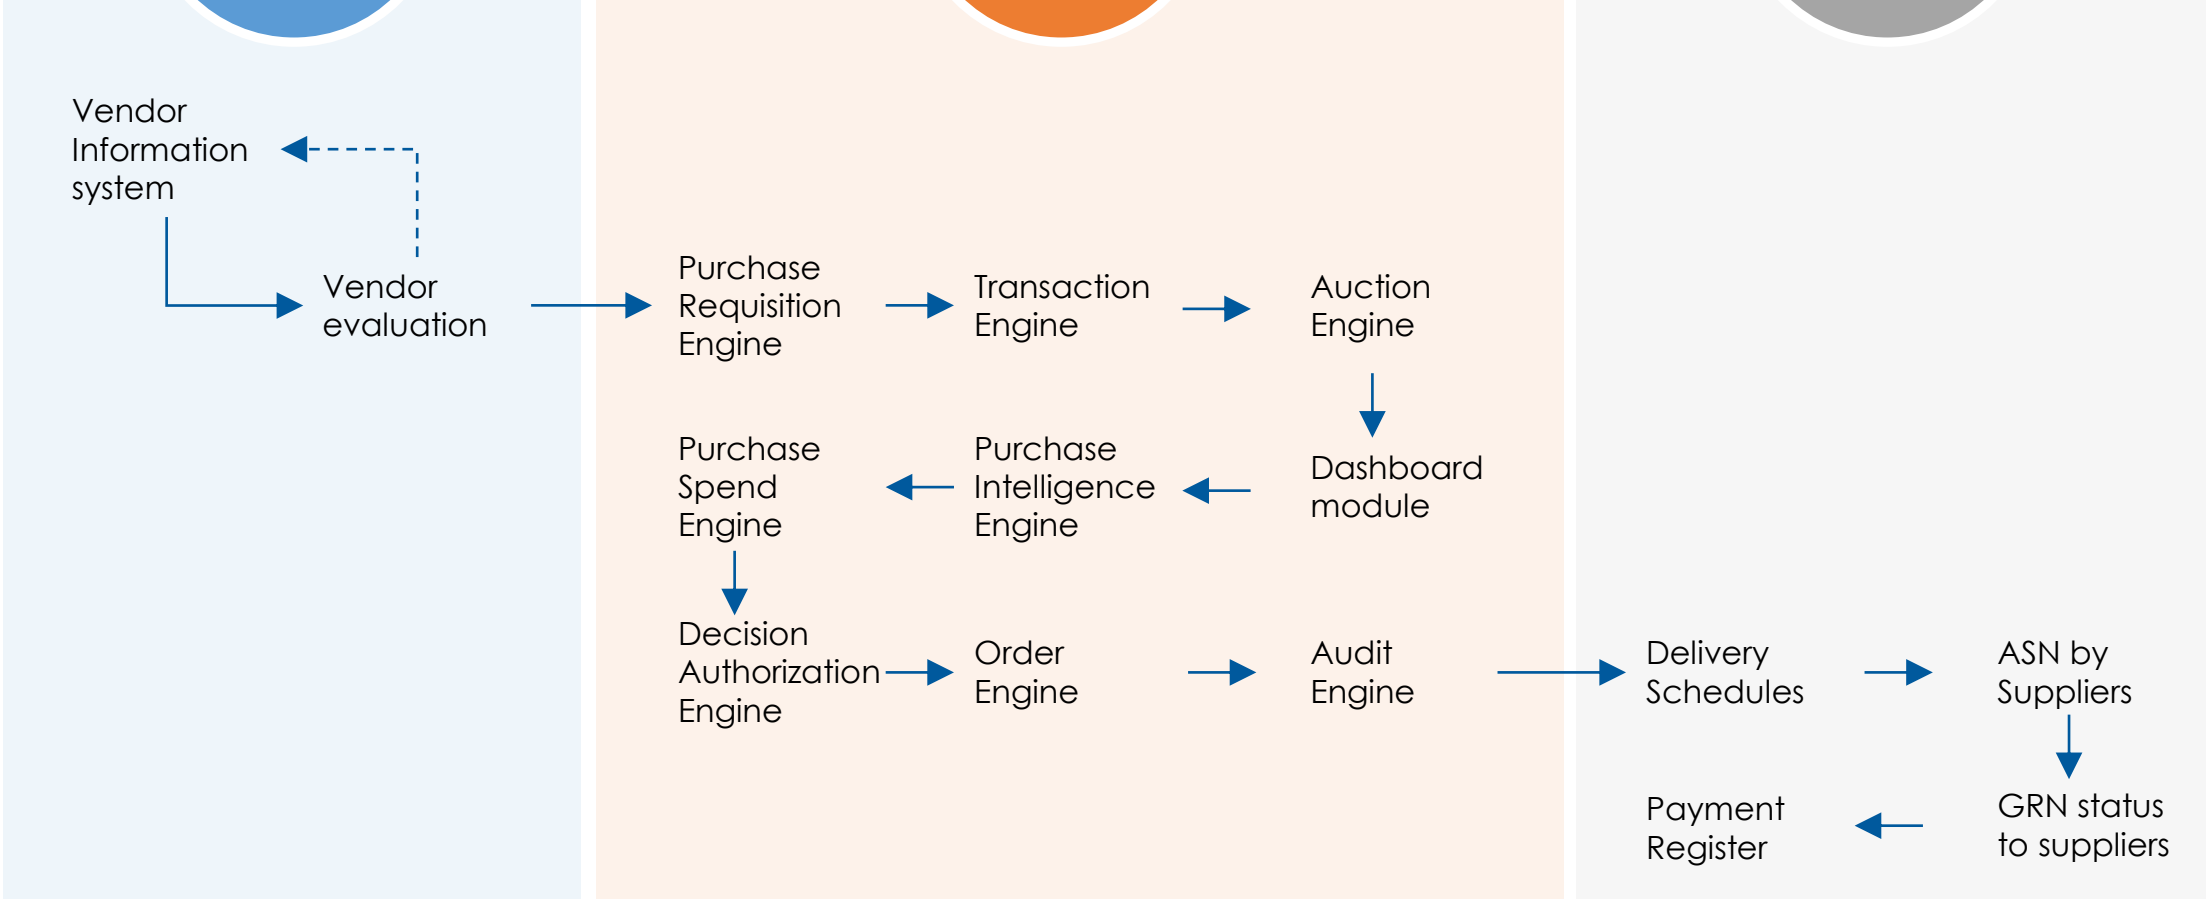 Vendor
Information
system
Vendor
evaluation
Purchase
Requisition
Engine
Transaction
Engine
Auction
Engine
Dashboard
module
Purchase
Intelligence
Engine
Purchase
Spend
Engine
Decision
Authorization
Engine
Order
Engine
Audit
Engine
Delivery
Schedules
ASN by
Suppliers
GRN status
to suppliers
Payment
Register